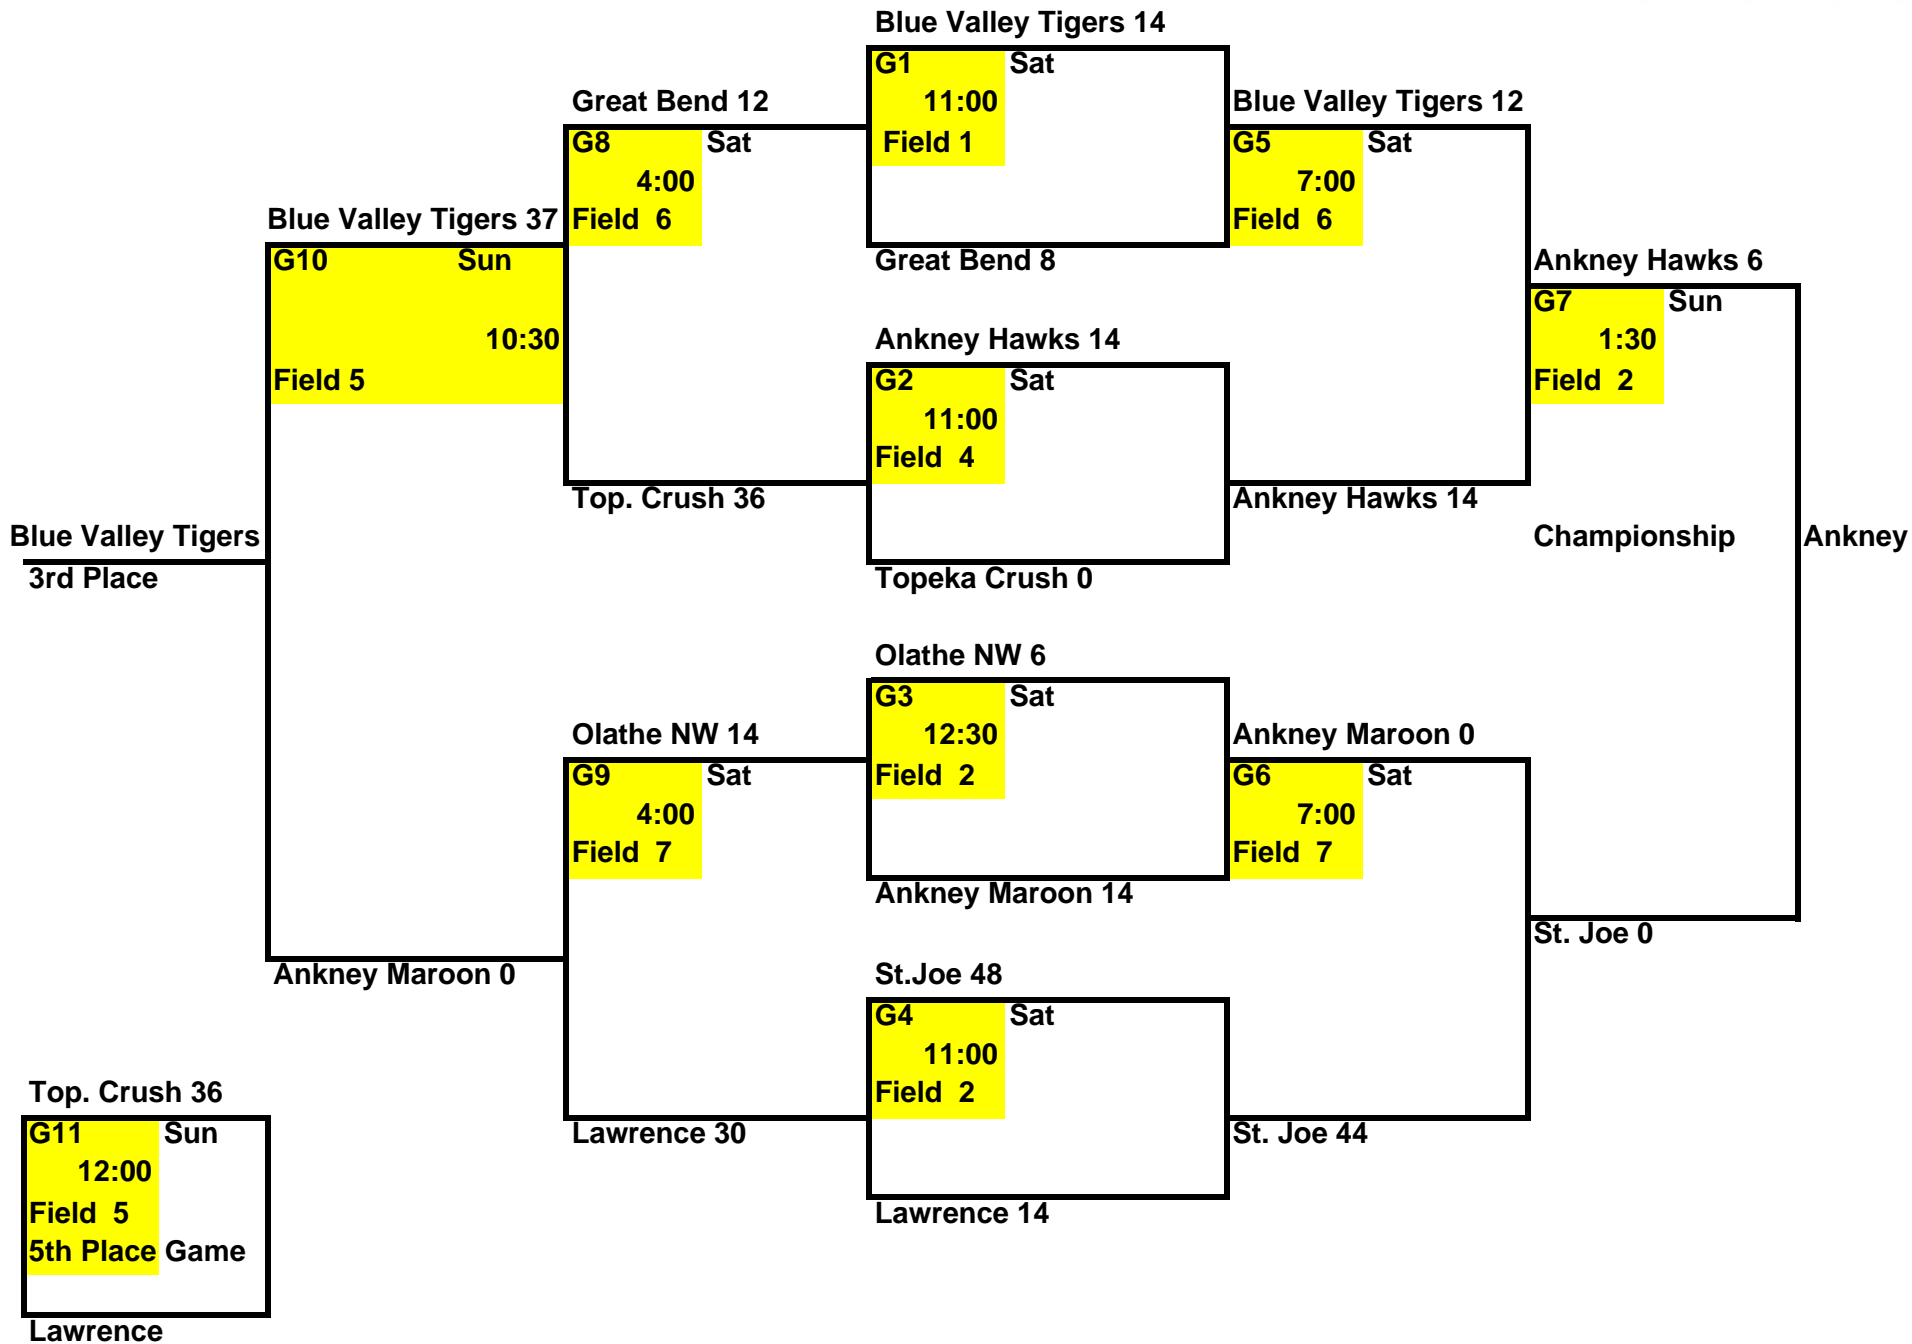 Blue Valley Tigers 14
G1 Sat
Great Bend 12 11:00 Blue Valley Tigers 12
G8 Sat Field 1 G5 Sat
4:00 7:00
Blue Valley Tigers 37 Field 6 Field 6
G10 Sun Great Bend 8 Ankney Hawks 6
G7 Sun
10:30 Ankney Hawks 14 1:30
Field 5 G2 Sat Field 2
11:00
Field 4
Top. Crush 36 Ankney Hawks 14
Blue Valley Tigers Championship Ankney
3rd Place Topeka Crush 0
Olathe NW 6
G3 Sat
Olathe NW 14 12:30 Ankney Maroon 0
G9 Sat Field 2 G6 Sat
4:00 7:00
Field 7 Field 7
Ankney Maroon 14
St. Joe 0
Ankney Maroon 0 St.Joe 48
G4 Sat
11:00
Top. Crush 36 Field 2
G11 Sun Lawrence 30 St. Joe 44
12:00
Field 5 Lawrence 14
5th Place Game
Lawrence